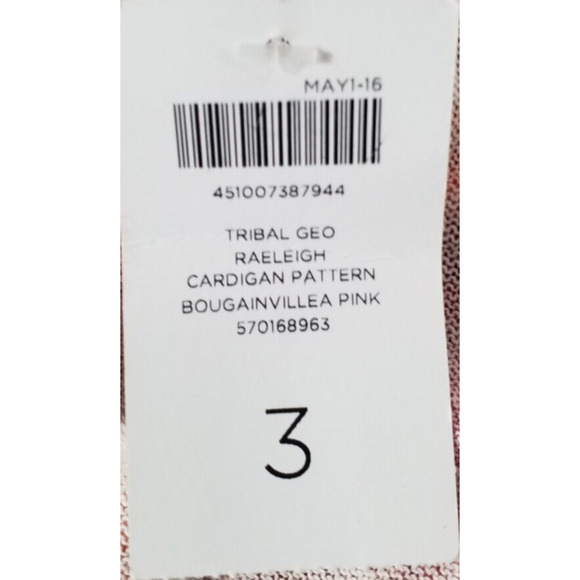 MAY1-16
451007387944
TRIBAL GEO
RAELEIGH
CARDIGAN PATTERN
BOUGAINVILLEA PINK
570168963
3